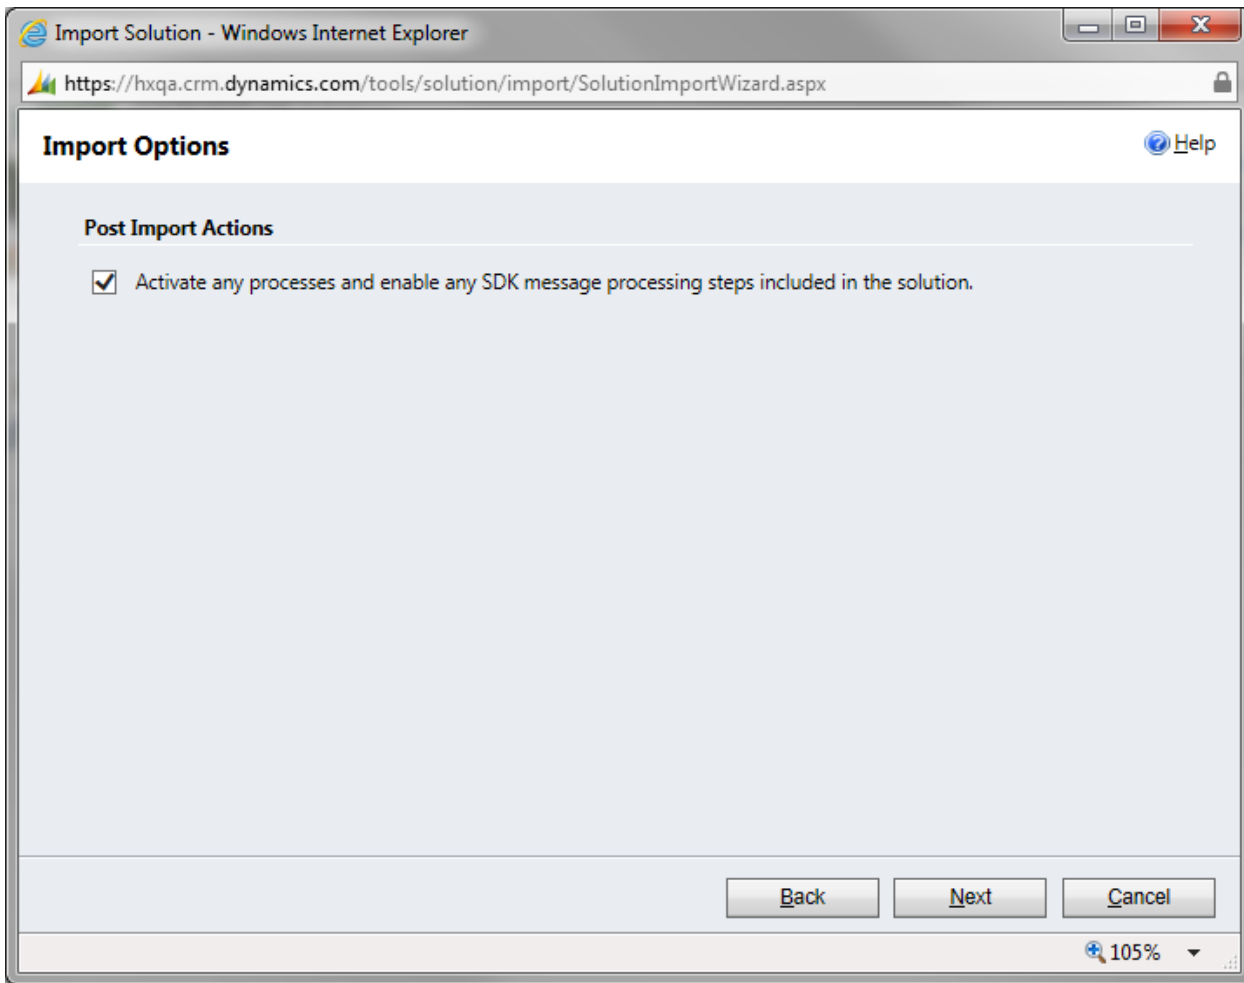 Import Solution - Windows Internet Explorer
https://hxqa.crm.dynamics.com/tools/solution/import/SolutionImportWizard.aspx
Import Options
Help
Post Import Actions
Activate any processes and enable any SDK message processing steps included in the solution.
Back Next Cancel
105%